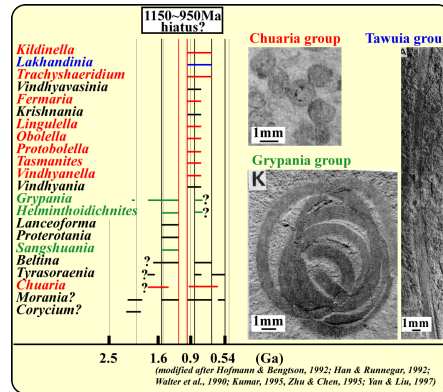 1150~950Ma
hiatus?
Chuaria group
Tawuia group
Kildinella
Lakhandinia
Trachyshaeridium
Vindhyavasinia
Fermaria
Krishnania
Lingulella
Obolella
Protobolella
Tasmanites
Vindhyanella
Vindhyania
Grypania ?
Helminthoidichnites ?
Lanceoforma
Proterotania
Sangshuania
Beltina ?
Tyrasoraenia ?
Chuaria ?
Morania?
Corycium?
1mm
Grypania group
K
1mm
1mm
2.5 1.6 0.9 0.54 (Ga)
(modified after Hofmann & Bengtson, 1992; Han & Runnegar, 1992;
Walter et al., 1990; Kumar, 1995, Zhu & Chen, 1995; Yan & Liu, 1997)